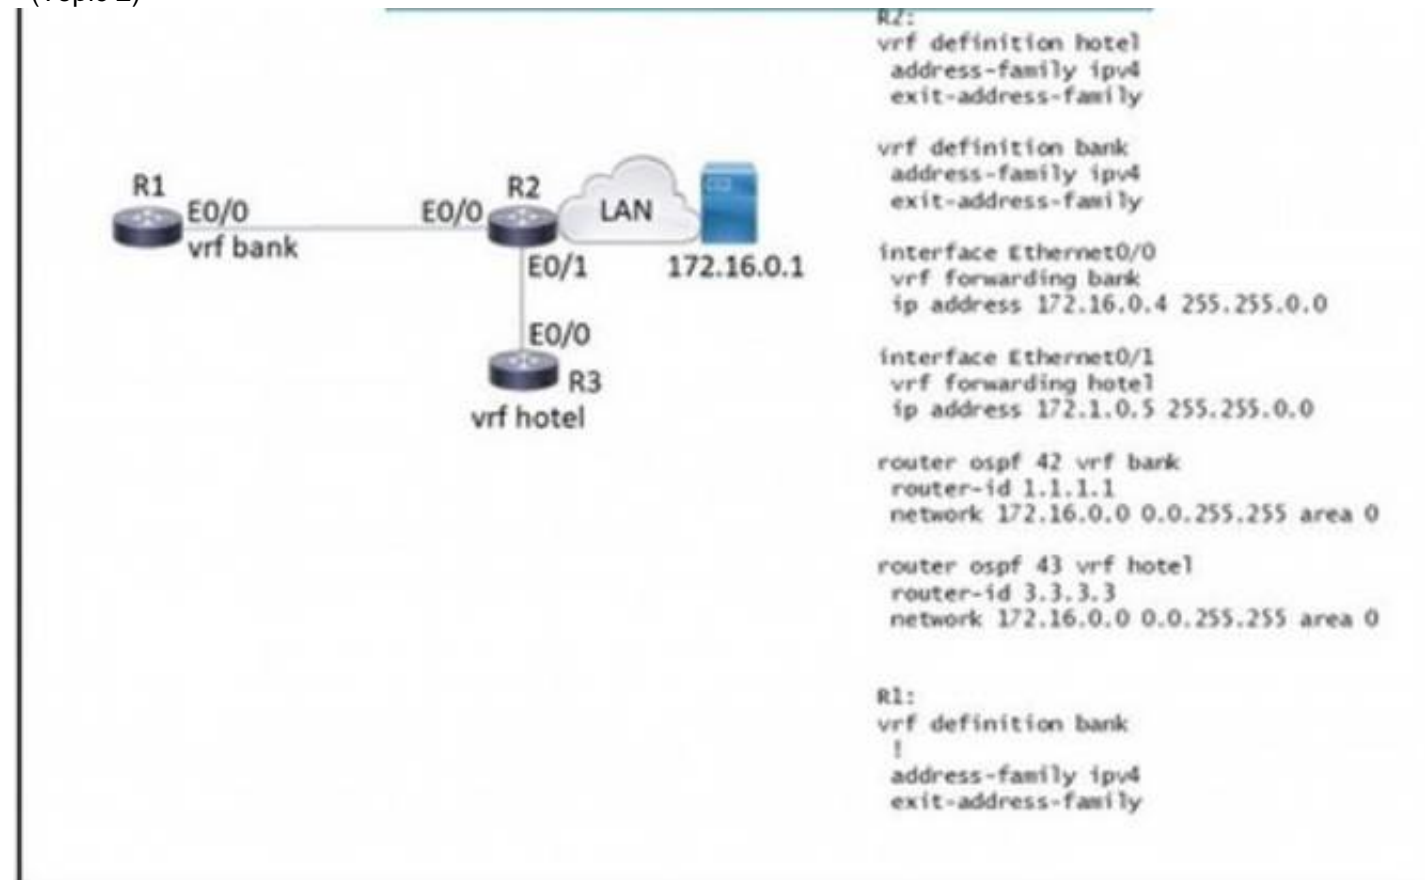 R1
E0/0
vrf bank
E0/0
R2
LAN
E0/1
172.16.0.1
E0/0
R3
vrf hotel
R2:
vrf definition hotel
address-family ipv4
exit-address-family
vrf definition bank
address-family ipv4
exit-address-family
interface Ethernet0/0
vrf forwarding bank
ip address 172.16.0.4 255.255.0.0
interface Ethernet0/1
vrf forwarding hotel
ip address 172.1.0.5 255.255.0.0
router ospf 42 vrf bank
router-id 1.1.1.1
network 172.16.0.0 0.0.255.255 area 0
router ospf 43 vrf hotel
router-id 3.3.3.3
network 172.16.0.0 0.0.255.255 area 0
R1:
vrf definition bank
!
address-family ipv4
exit-address-family